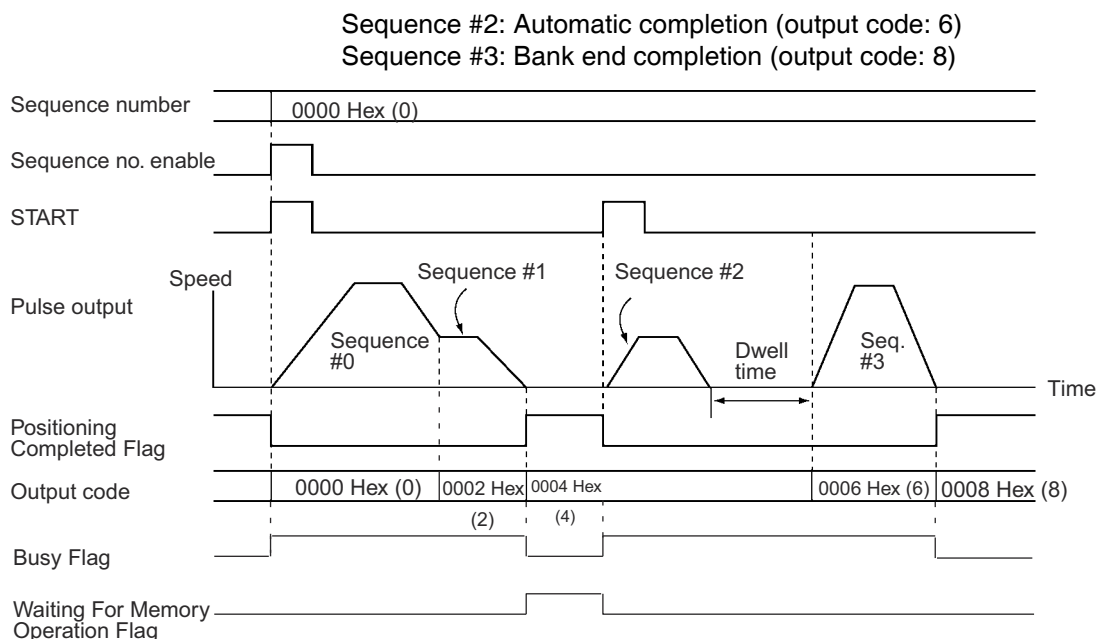 Sequence #2: Automatic completion (output code: 6)
Sequence #3: Bank end completion (output code: 8)
Sequence number
0000 Hex (0)
Sequence no. enable
START
Speed
Sequence #1
Sequence #2
Pulse output
Sequence
#0
Dwell
time
Seq.
#3
Time
Positioning
Completed Flag
Output code
0000 Hex (0)
0002 Hex
0004 Hex
0006 Hex (6)
0008 Hex (8)
(2)
(4)
Busy Flag
Waiting For Memory
Operation Flag